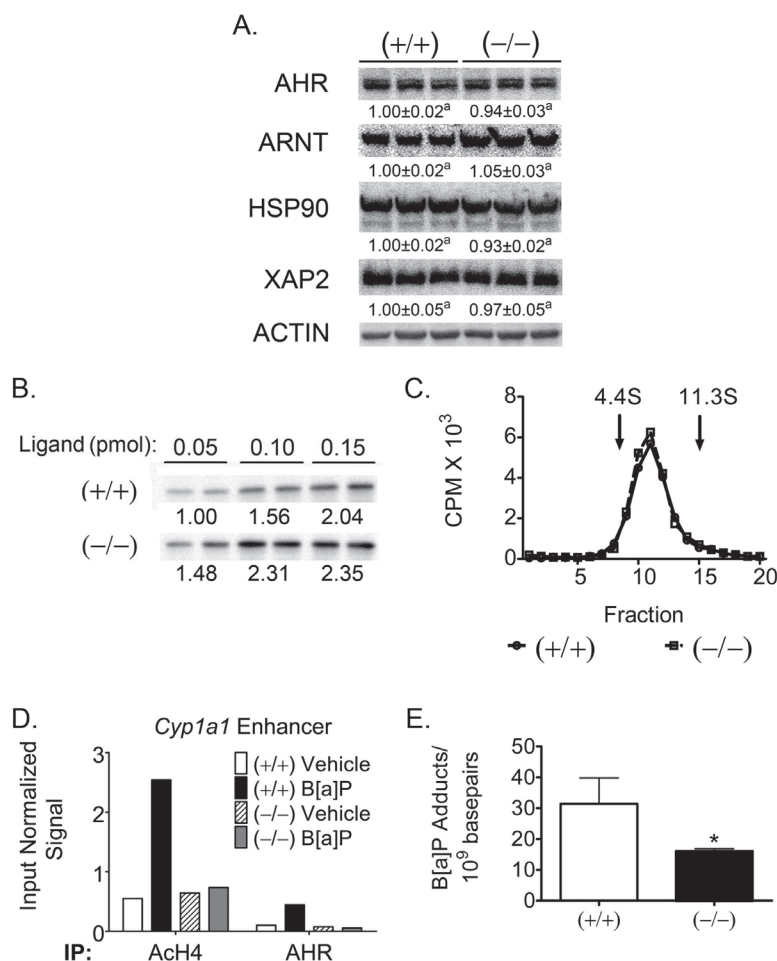 A.
(+/+) (−/−)
AHR
1.00±0.02ᵃ 0.94±0.03ᵃ
ARNT
1.00±0.02ᵃ 1.05±0.03ᵃ
HSP90
1.00±0.02ᵃ 0.93±0.02ᵃ
XAP2
1.00±0.05ᵃ 0.97±0.05ᵃ
ACTIN
B.
Ligand (pmol): 0.05 0.10 0.15
(+/+)
1.00 1.56 2.04
(−/−)
1.48 2.31 2.35
C.
4.4S 11.3S
CPM X 10³
8
6
4
2
0
5 10 15 20
Fraction
(+/+) (−/−)
D.
Cyp1a1 Enhancer
Input Normalized
Signal
3
2
1
0
(+/+) Vehicle
(+/+) B[a]P
(−/−) Vehicle
(−/−) B[a]P
IP: AcH4 AHR
E.
B[a]P Adducts/
10⁹ basepairs
50
40
30
20
10
0
*
(+/+) (−/−)